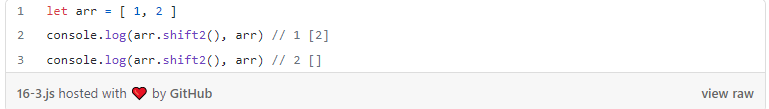 1 let arr = [ 1, 2 ]
2 console.log(arr.shift2(), arr) // 1 [2]
3 console.log(arr.shift2(), arr) // 2 []
16-3.js hosted with ❤ by GitHub view raw